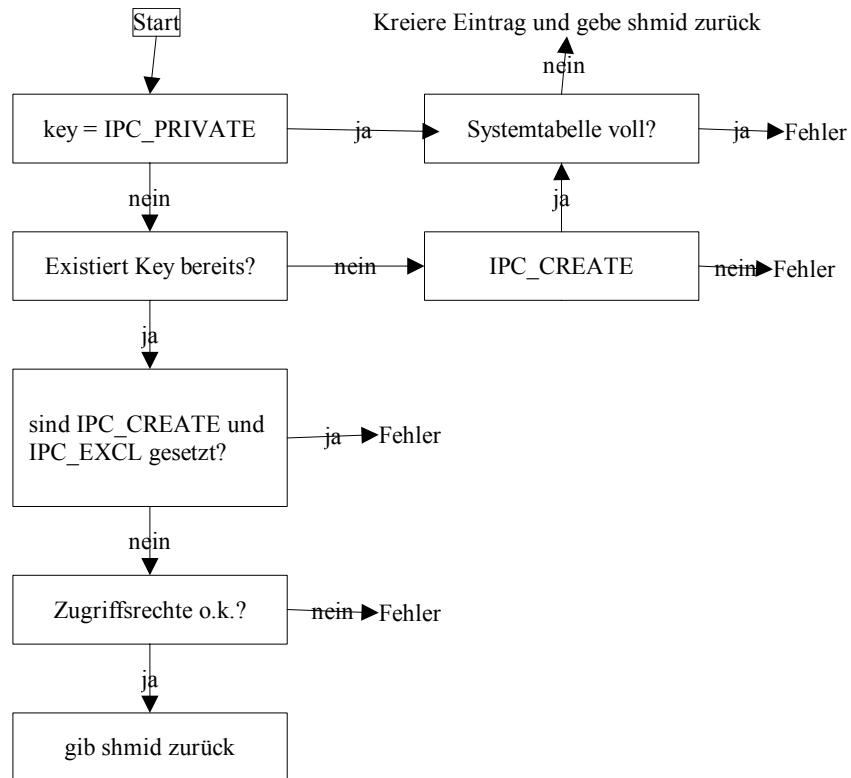 Start
Kreiere Eintrag und gebe shmid zurück
nein
key = IPC_PRIVATE
ja
Systemtabelle voll?
ja
Fehler
nein
ja
Existiert Key bereits?
nein
IPC_CREATE
nein
Fehler
ja
sind IPC_CREATE und
IPC_EXCL gesetzt?
ja
Fehler
nein
Zugriffsrechte o.k.?
nein
Fehler
ja
gib shmid zurück